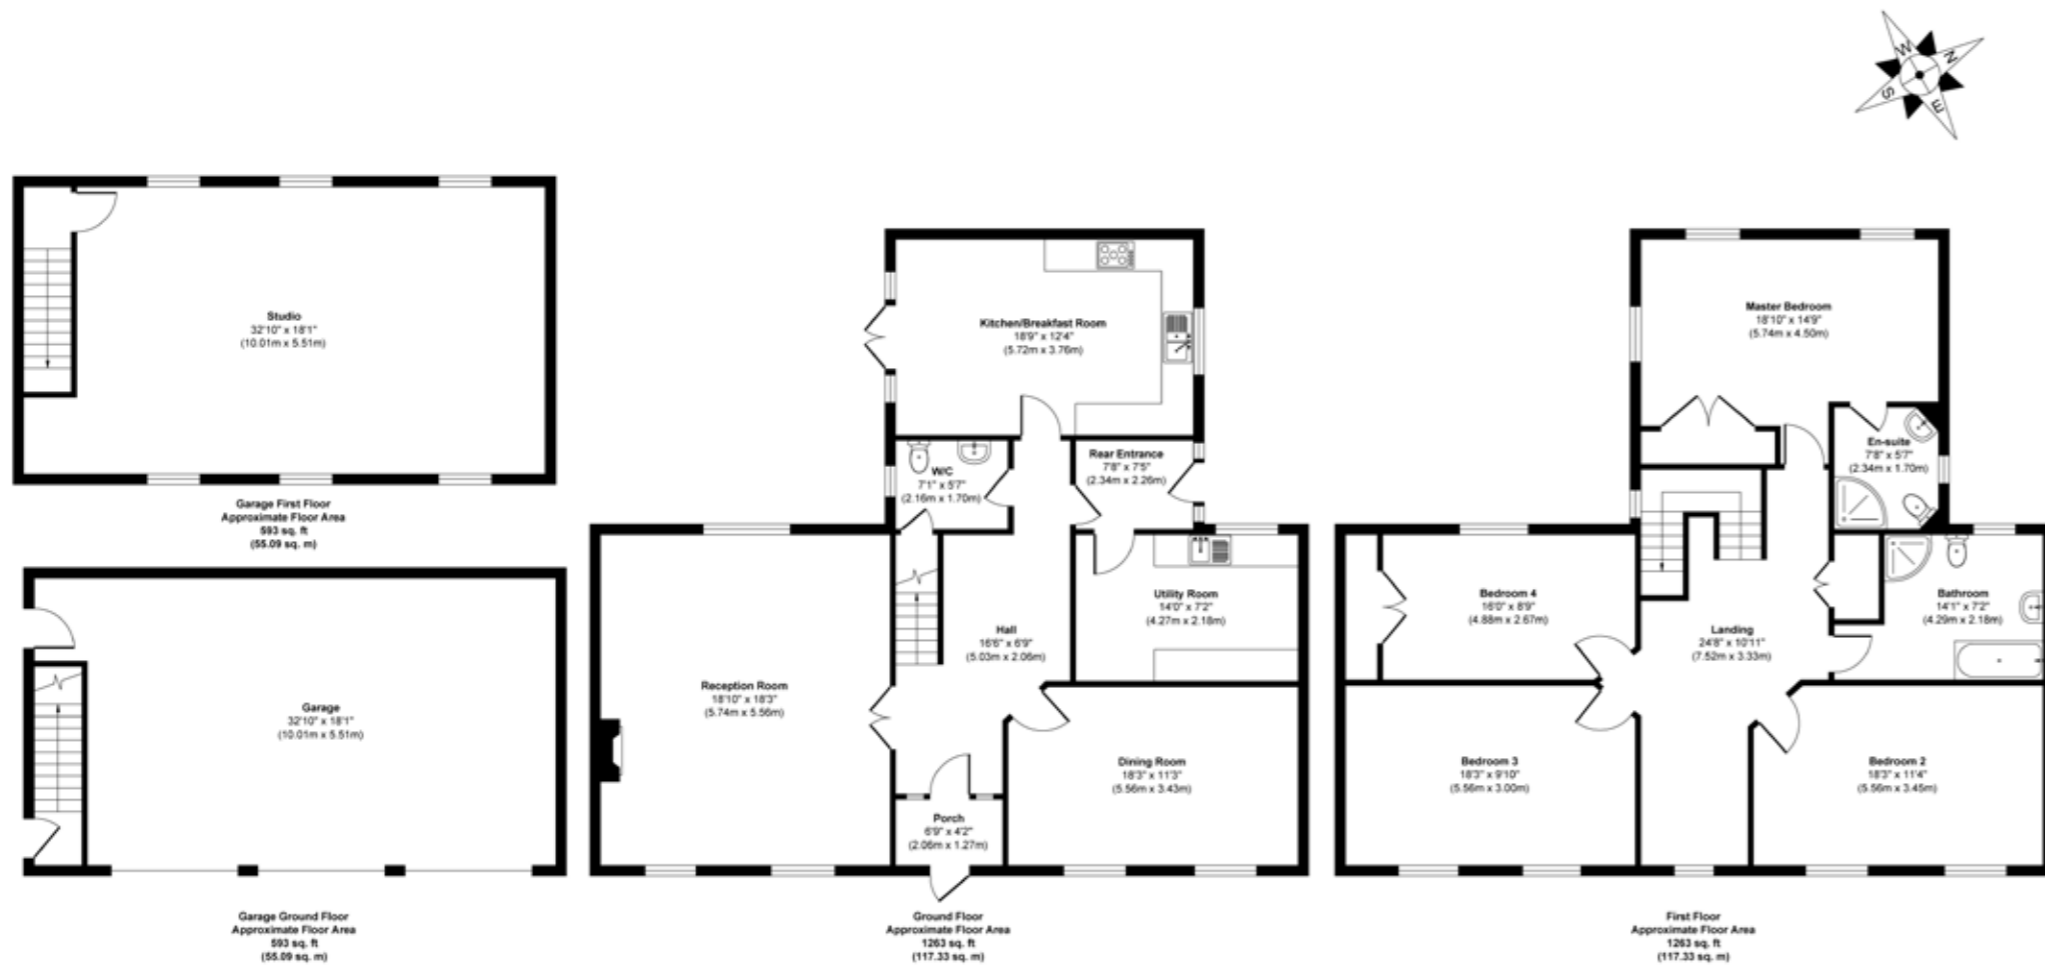 W
N
S
E
Studio
32'10" x 18'1"
(10.01m x 5.51m)
Garage First Floor
Approximate Floor Area
593 sq. ft
(55.09 sq. m)
Garage
32'10" x 18'1"
(10.01m x 5.51m)
Garage Ground Floor
Approximate Floor Area
593 sq. ft
(55.09 sq. m)
Kitchen/Breakfast Room
18'9" x 12'4"
(5.72m x 3.76m)
W/C
7'1" x 5'7"
(2.16m x 1.70m)
Rear Entrance
7'8" x 7'5"
(2.34m x 2.26m)
Utility Room
14'0" x 7'2"
(4.27m x 2.18m)
Hall
16'6" x 6'9"
(5.03m x 2.06m)
Reception Room
18'10" x 18'3"
(5.74m x 5.56m)
Dining Room
18'3" x 11'3"
(5.56m x 3.43m)
Porch
6'9" x 4'2"
(2.06m x 1.27m)
Ground Floor
Approximate Floor Area
1263 sq. ft
(117.33 sq. m)
Master Bedroom
18'10" x 14'9"
(5.74m x 4.50m)
En-suite
7'8" x 5'7"
(2.34m x 1.70m)
Bedroom 4
16'0" x 8'9"
(4.88m x 2.67m)
Bathroom
14'1" x 7'2"
(4.29m x 2.18m)
Landing
24'8" x 10'11"
(7.52m x 3.33m)
Bedroom 3
18'3" x 9'10"
(5.56m x 3.00m)
Bedroom 2
18'3" x 11'4"
(5.56m x 3.45m)
First Floor
Approximate Floor Area
1263 sq. ft
(117.33 sq. m)